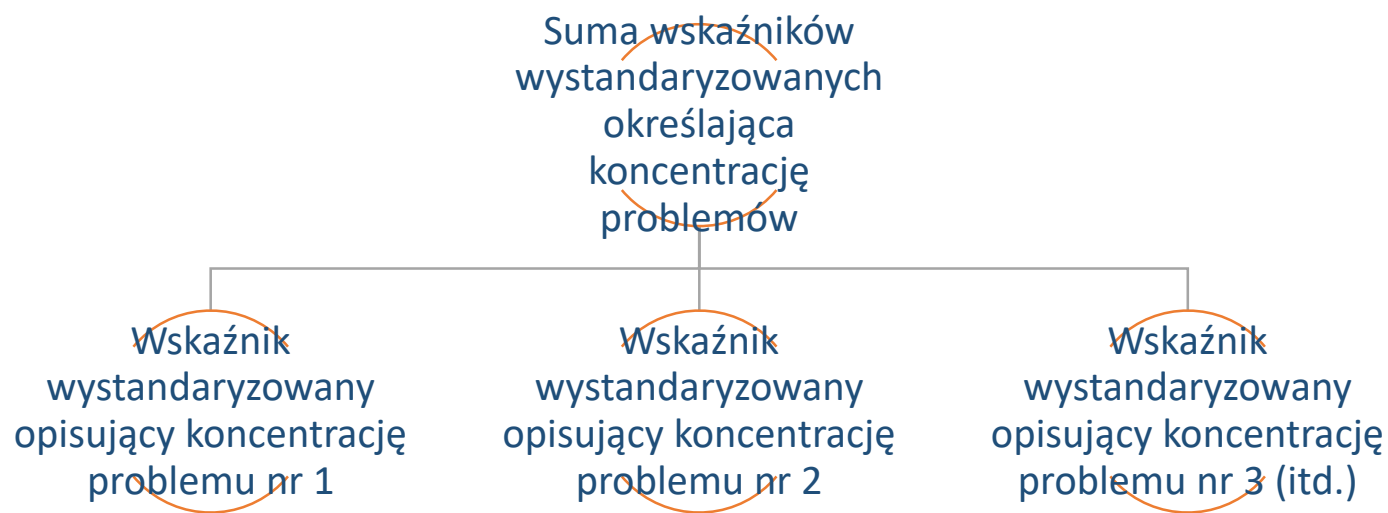 Suma wskaźników
wystandaryzowanych
określająca
koncentrację
problemów
Wskaźnik
wystandaryzowany
opisujący koncentrację
problemu nr 1
Wskaźnik
wystandaryzowany
opisujący koncentrację
problemu nr 2
Wskaźnik
wystandaryzowany
opisujący koncentrację
problemu nr 3 (itd.)